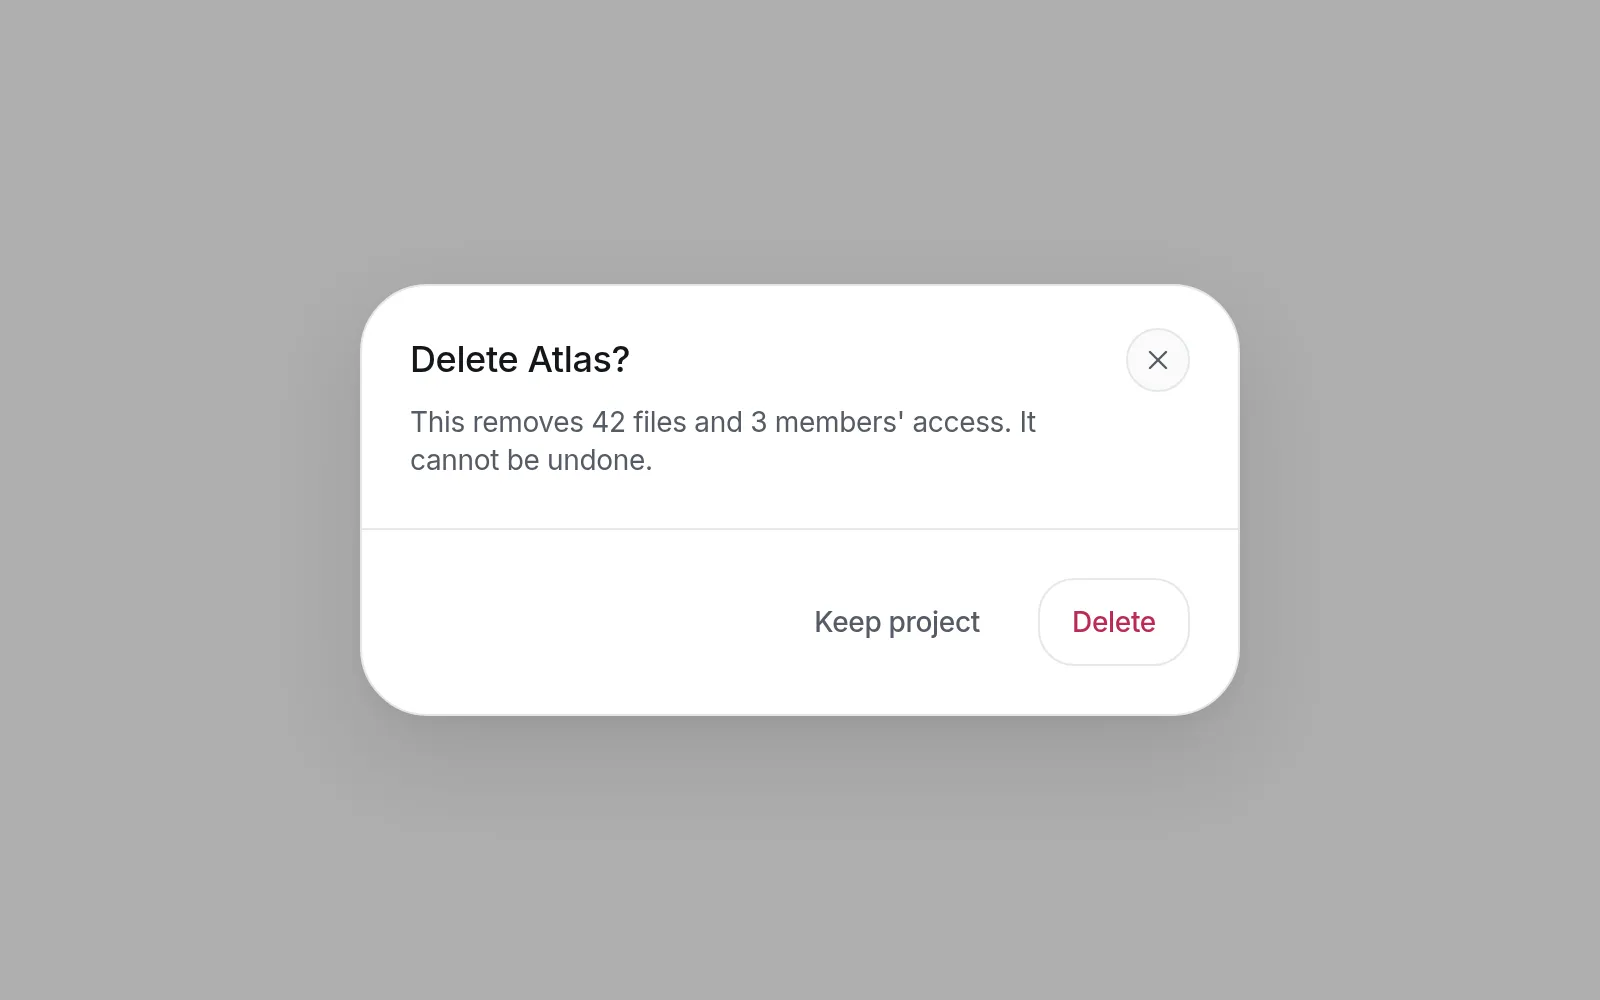 Delete Atlas?
This removes 42 files and 3 members' access. It
cannot be undone.
Keep project
Delete